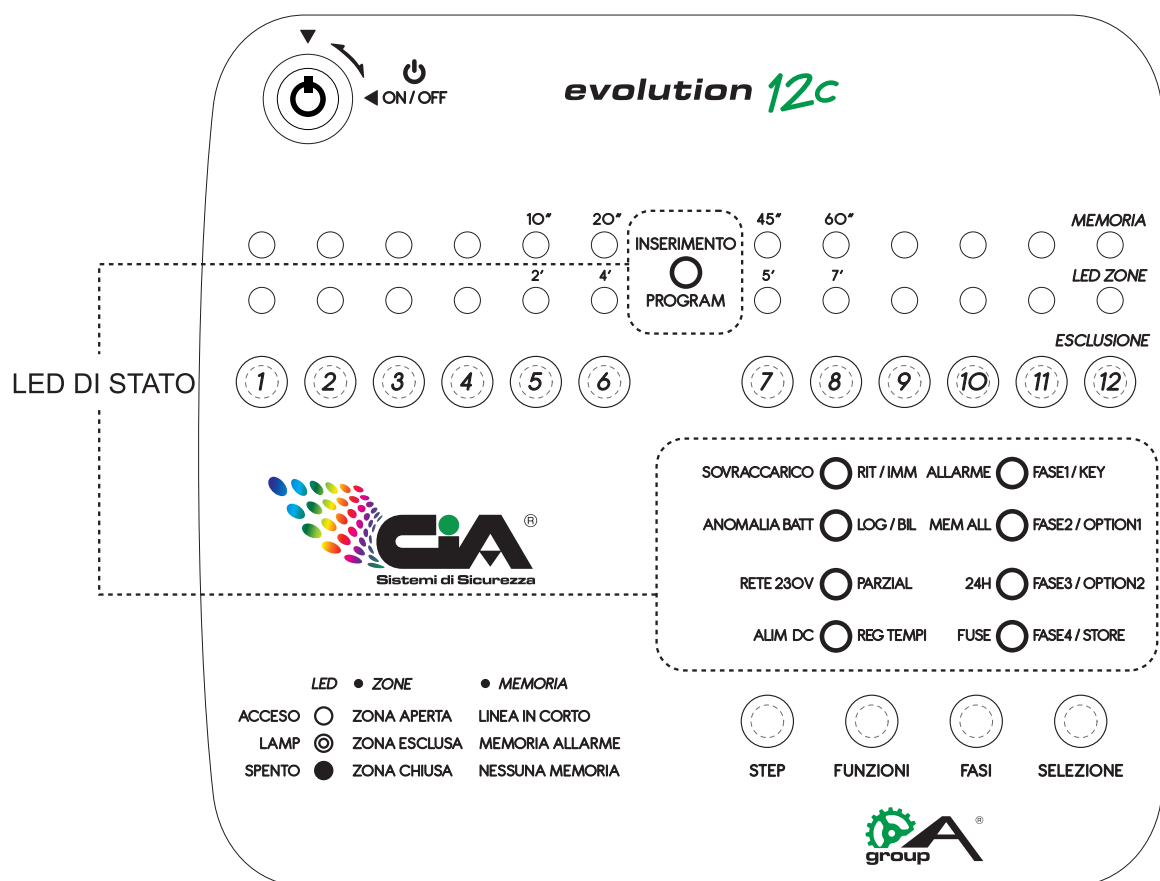 ON / OFF
evolution 12c
10" 20" 45" 60" MEMORIA
INSERIMENTO
2' 4' 5' 7' LED ZONE
PROGRAM
ESCLUSIONE
LED DI STATO
1 2 3 4 5 6 7 8 9 10 11 12
SOVRACCARICO RIT / IMM ALLARME FASE1 / KEY
ANOMALIA BATT LOG / BIL MEM ALL FASE2 / OPTION1
RETE 230V PARZIAL 24H FASE3 / OPTION2
ALIM DC REG TEMPI FUSE FASE4 / STORE
CiA ®
Sistemi di Sicurezza
LED • ZONE • MEMORIA
ACCESO ZONA APERTA LINEA IN CORTO
LAMP ZONA ESCLUSA MEMORIA ALLARME
SPENTO ZONA CHIUSA NESSUNA MEMORIA
STEP FUNZIONI FASI SELEZIONE
A ®
group